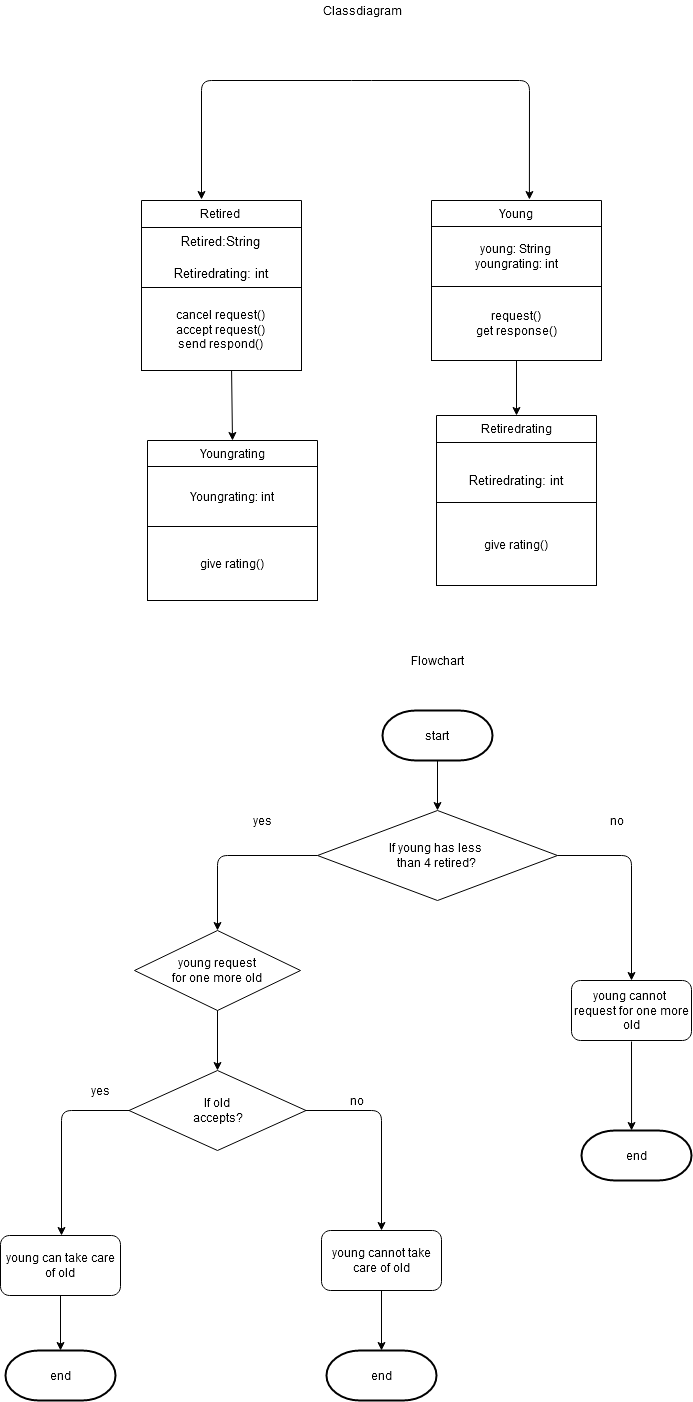 Classdiagram
Retired
Retired:String
Retiredrating: int
cancel request()
accept request()
send respond()
Young
young: String
youngrating: int
request()
get response()
Youngrating
Youngrating: int
give rating()
Retiredrating
Retiredrating: int
give rating()
Flowchart
start
If young has less
than 4 retired?
yes
no
young request
for one more old
young cannot
request for one more
old
end
If old
accepts?
yes
no
young can take care
of old
young cannot take
care of old
end
end